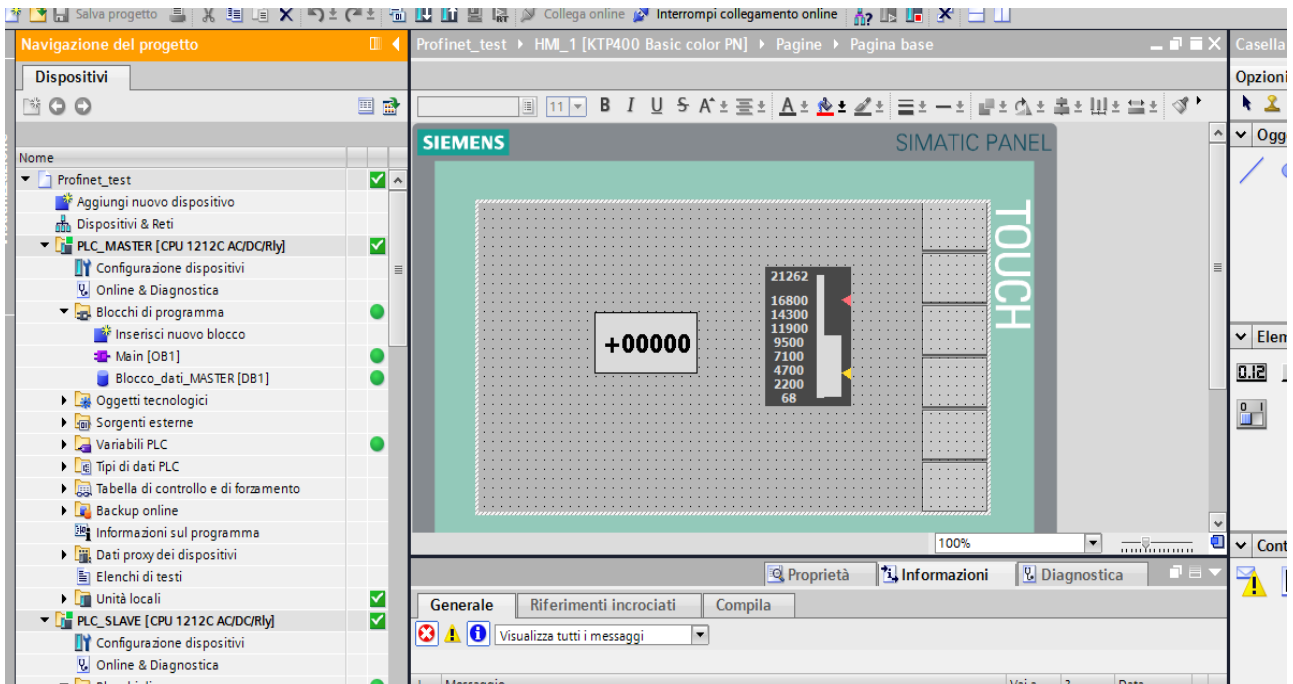 Salva progetto
Collega online
Interrompi collegamento online
Navigazione del progetto
Profinet_test
HMI_1 [KTP400 Basic color PN]
Pagine
Pagina base
Casella
Dispositivi
Opzioni
11
B I U S A
SIEMENS
SIMATIC PANEL
TOUCH
Ogg
Nome
Profinet_test
Aggiungi nuovo dispositivo
Dispositivi & Reti
PLC_MASTER [CPU 1212C AC/DC/Rly]
Configurazione dispositivi
Online & Diagnostica
Blocchi di programma
Inserisci nuovo blocco
Main [OB1]
Blocco_dati_MASTER [DB1]
Oggetti tecnologici
Sorgenti esterne
Variabili PLC
Tipi di dati PLC
Tabella di controllo e di forzamento
Backup online
Informazioni sul programma
Dati proxy dei dispositivi
Elenchi di testi
Unità locali
PLC_SLAVE [CPU 1212C AC/DC/Rly]
Configurazione dispositivi
Online & Diagnostica
+00000
21262
16800
14300
11900
9500
7100
4700
2200
68
Elem
0.12
0 1
100%
Cont
Proprietà
Informazioni
Diagnostica
Generale
Riferimenti incrociati
Compila
Visualizza tutti i messaggi